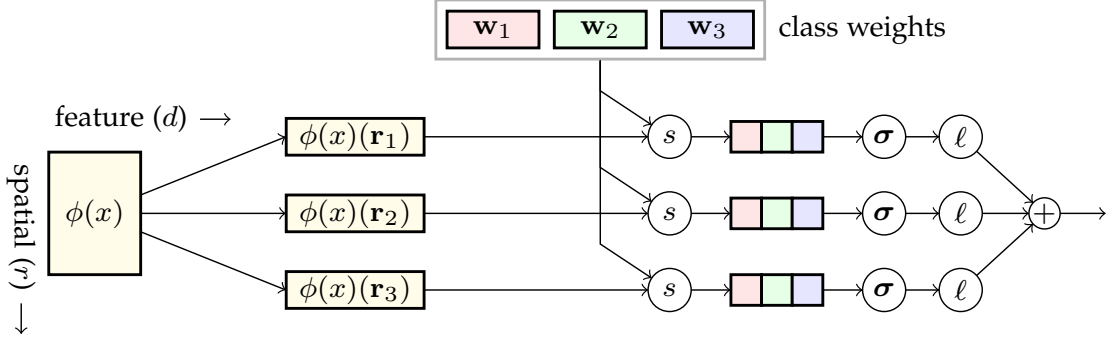 w₁ w₂ w₃ class weights
feature (d) →
spatial (r) →
ϕ(x)
ϕ(x)(r₁) s σ ℓ
ϕ(x)(r₂) s σ ℓ +
ϕ(x)(r₃) s σ ℓ